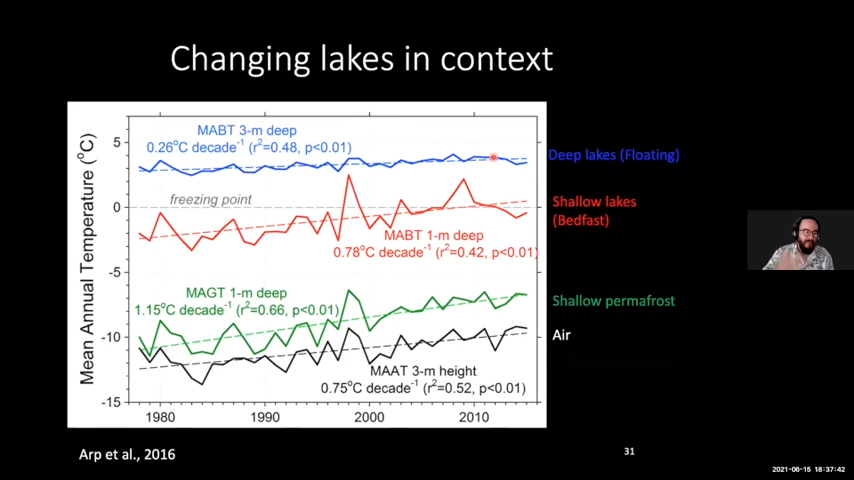 Changing lakes in context
Mean Annual Temperature (°C)
5
0
-5
-10
-15
1980
1990
2000
2010
MABT 3-m deep
0.26°C decade⁻¹ (r²=0.48, p<0.01)
freezing point
MABT 1-m deep
0.78°C decade⁻¹ (r²=0.42, p<0.01)
MAGT 1-m deep
1.15°C decade⁻¹ (r²=0.66, p<0.01)
MAAT 3-m height
0.75°C decade⁻¹ (r²=0.52, p<0.01)
Deep lakes (Floating)
Shallow lakes
(Bedfast)
Shallow permafrost
Air
Arp et al., 2016
31
2021-06-15 18:37:42